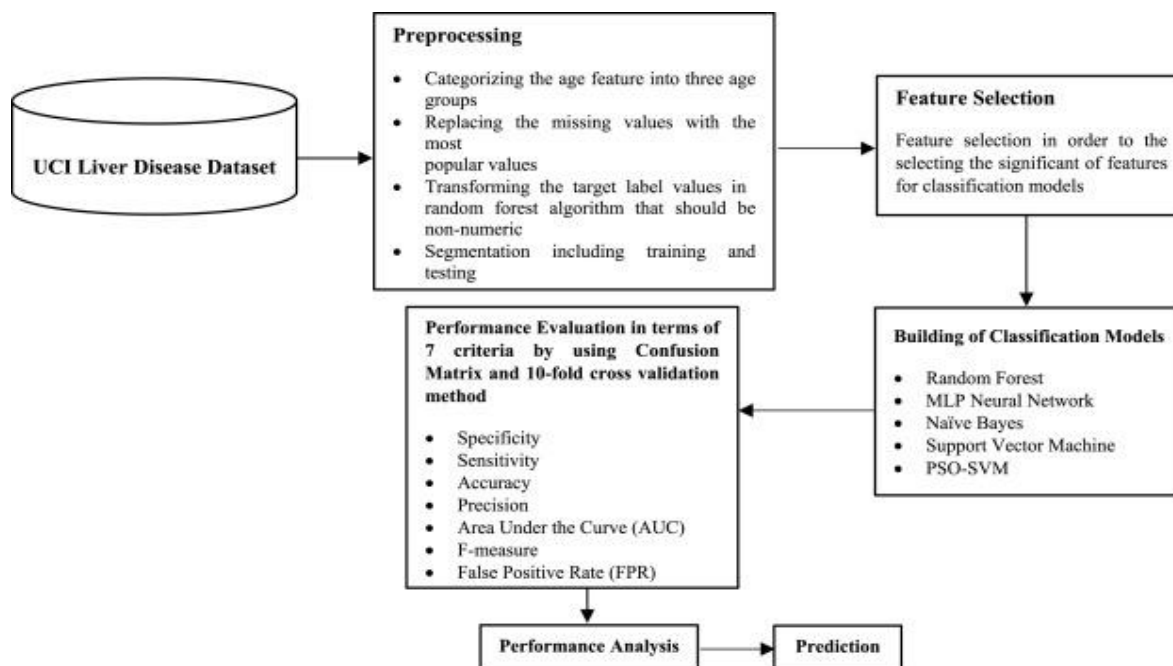 UCI Liver Disease Dataset
Preprocessing
• Categorizing the age feature into three age
groups
• Replacing the missing values with the
most
popular values
• Transforming the target label values in
random forest algorithm that should be
non-numeric
• Segmentation including training and
testing
Feature Selection
Feature selection in order to the
selecting the significant of features
for classification models
Building of Classification Models
• Random Forest
• MLP Neural Network
• Naïve Bayes
• Support Vector Machine
• PSO-SVM
Performance Evaluation in terms of
7 criteria by using Confusion
Matrix and 10-fold cross validation
method
• Specificity
• Sensitivity
• Accuracy
• Precision
• Area Under the Curve (AUC)
• F-measure
• False Positive Rate (FPR)
Performance Analysis
Prediction